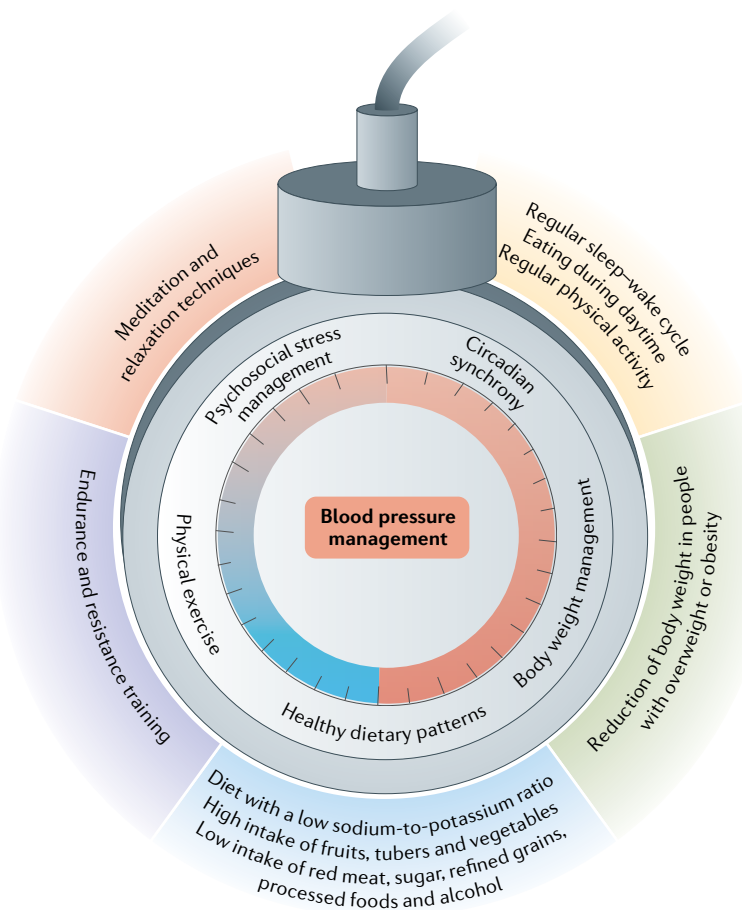 Meditation and
relaxation techniques
Regular sleep–wake cycle
Eating during daytime
Regular physical activity
Psychosocial stress
management
Circadian
synchrony
Blood pressure
management
Physical exercise
Body weight management
Healthy dietary patterns
Endurance and resistance training
Reduction of body weight in people
with overweight or obesity
Diet with a low sodium-to-potassium ratio
High intake of fruits, tubers and vegetables
Low intake of red meat, sugar, refined grains,
processed foods and alcohol